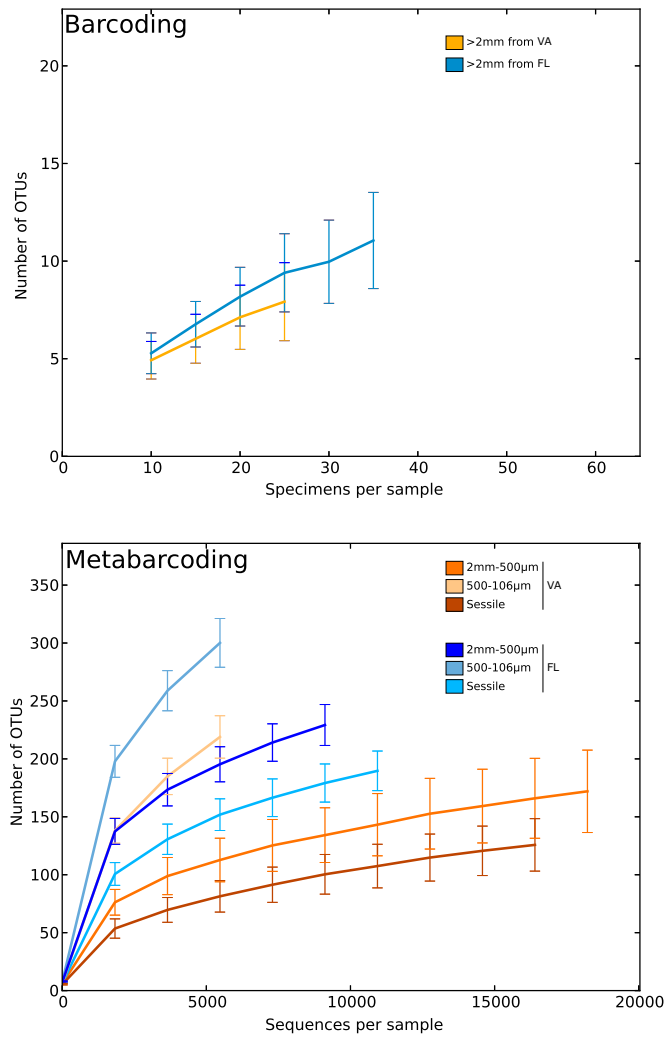 Barcoding
>2mm from VA
>2mm from FL
20
15
10
5
0
Number of OTUs
0 10 20 30 40 50 60
Specimens per sample
Metabarcoding
2mm-500µm
500-106µm
Sessile
VA
2mm-500µm
500-106µm
Sessile
FL
350
300
250
200
150
100
50
0
Number of OTUs
0 5000 10000 15000 20000
Sequences per sample